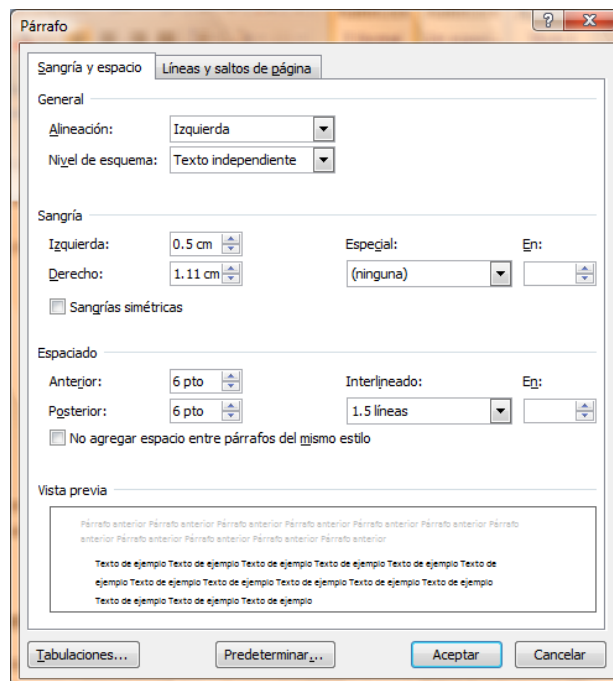 Párrafo
Sangría y espacio Líneas y saltos de página
General
Alineación: Izquierda
Nivel de esquema: Texto independiente
Sangría
Izquierda: 0.5 cm Especial: En:
Derecho: 1.11 cm (ninguna)
Sangrías simétricas
Espaciado
Anterior: 6 pto Interlineado: En:
Posterior: 6 pto 1.5 líneas
No agregar espacio entre párrafos del mismo estilo
Vista previa
Párrafo anterior Párrafo anterior Párrafo anterior Párrafo anterior Párrafo anterior Párrafo
anterior Párrafo anterior Párrafo anterior Párrafo anterior Párrafo anterior
Texto de ejemplo Texto de ejemplo Texto de ejemplo Texto de ejemplo Texto de ejemplo Texto de
ejemplo Texto de ejemplo Texto de ejemplo Texto de ejemplo Texto de ejemplo Texto de ejemplo
Texto de ejemplo Texto de ejemplo Texto de ejemplo
Tabulaciones... Predeterminar... Aceptar Cancelar